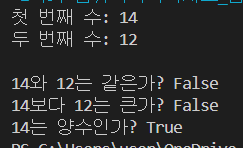 첫 번째 수: 14
두 번째 수: 12
14와 12는 같은가? False
14보다 12는 큰가? False
14는 양수인가? True